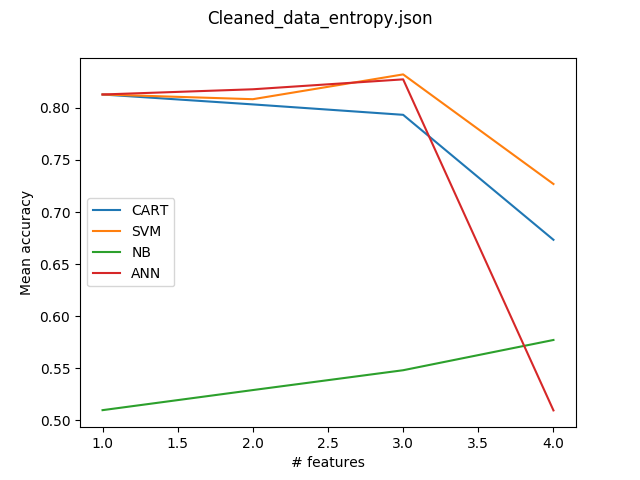 Cleaned_data_entropy.json
Mean accuracy
0.80
0.75
0.70
0.65
0.60
0.55
0.50
CART
SVM
NB
ANN
1.0 1.5 2.0 2.5 3.0 3.5 4.0
# features